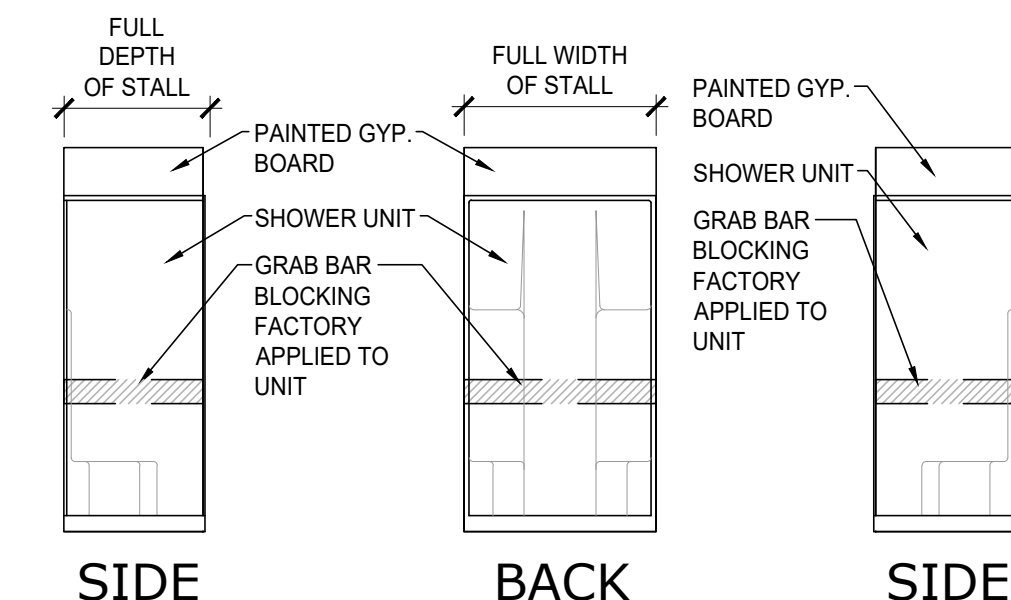 FULL
DEPTH
OF STALL
FULL WIDTH
OF STALL
PAINTED GYP.
BOARD
SHOWER UNIT
GRAB BAR
BLOCKING
FACTORY
APPLIED TO
UNIT
PAINTED GYP.
BOARD
SHOWER UNIT
GRAB BAR
BLOCKING
FACTORY
APPLIED TO
UNIT
SIDE
BACK
SIDE